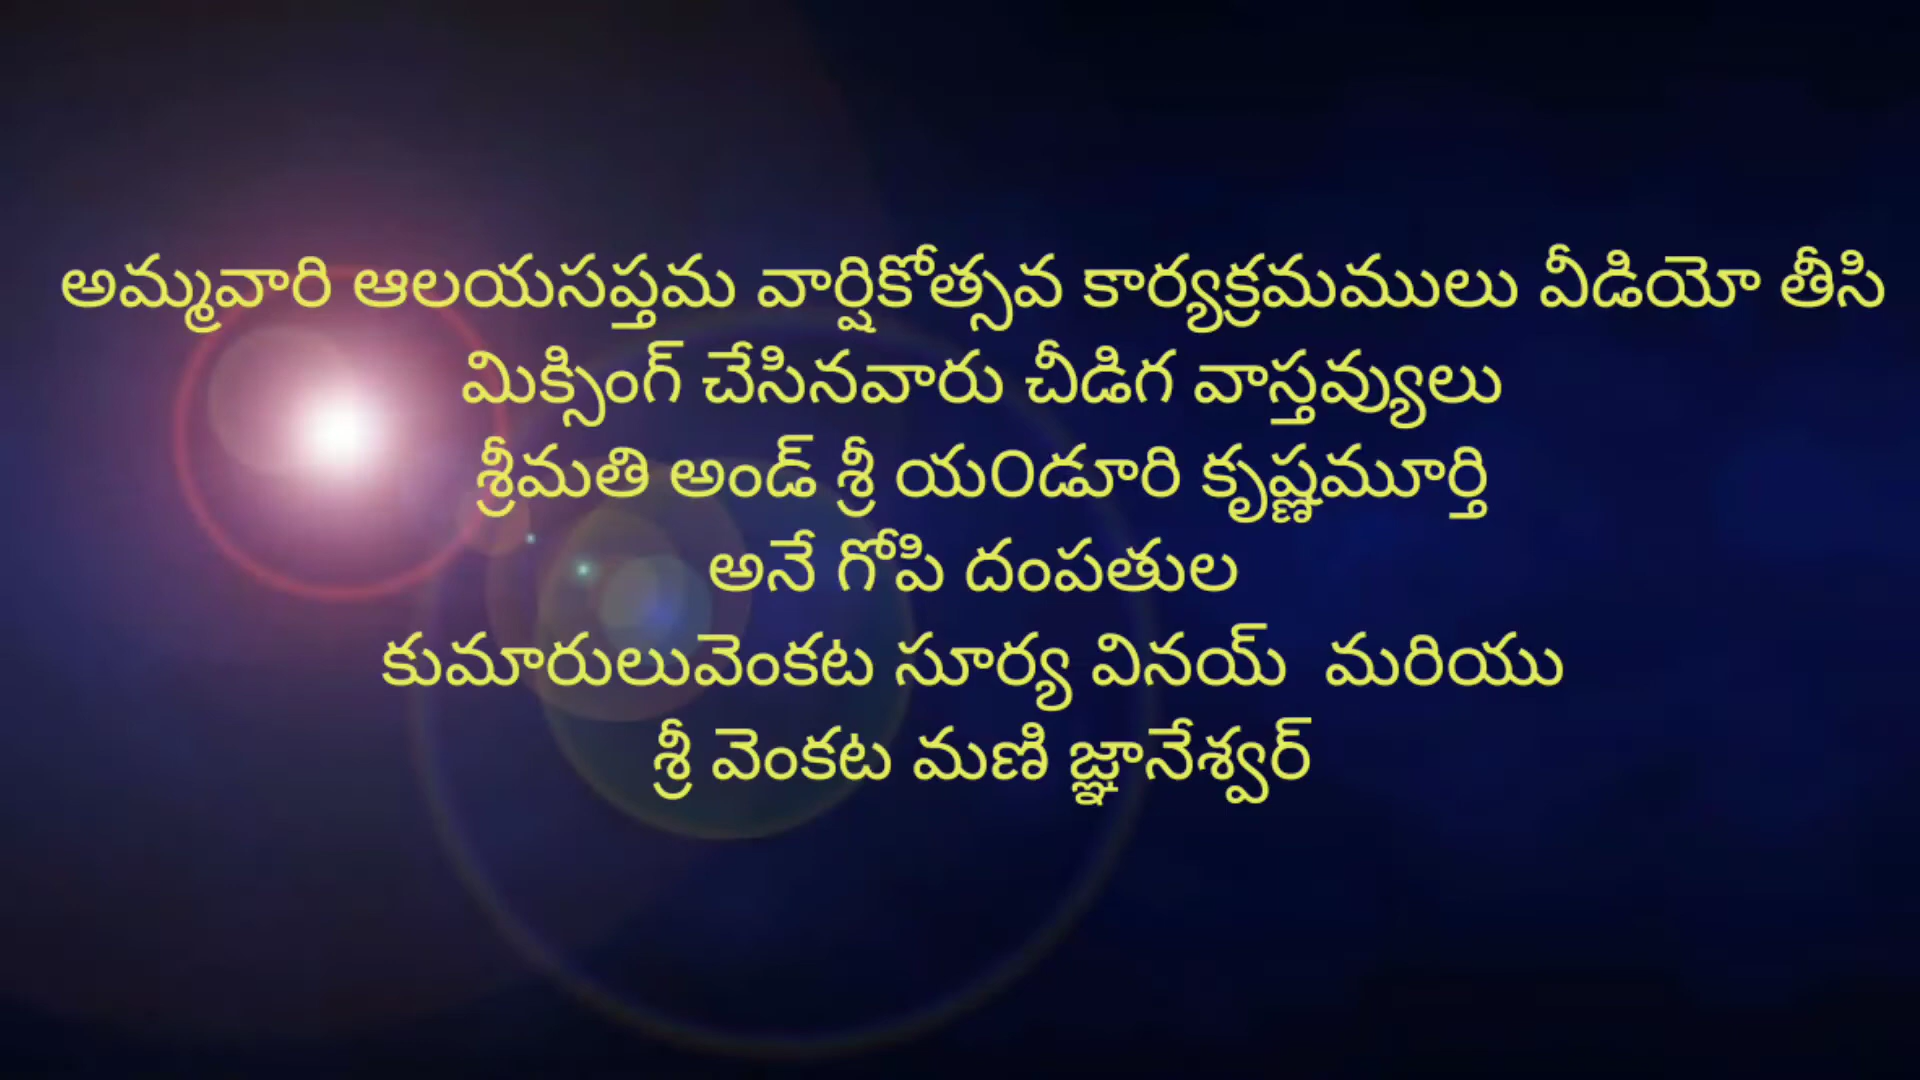 అమ్మవారి ఆలయసప్తమ వార్షికోత్సవ కార్యక్రమములు వీడియో తీసి
మిక్సింగ్ చేసినవారు చీడిగ వాస్తవ్యులు
శ్రీమతి అండ్ శ్రీ య౦డూరి కృష్ణమూర్తి
అనే గోపి దంపతుల
కుమారులువెంకట సూర్య వినయ్  మరియు
శ్రీ వెంకట మణి జ్ఞానేశ్వర్